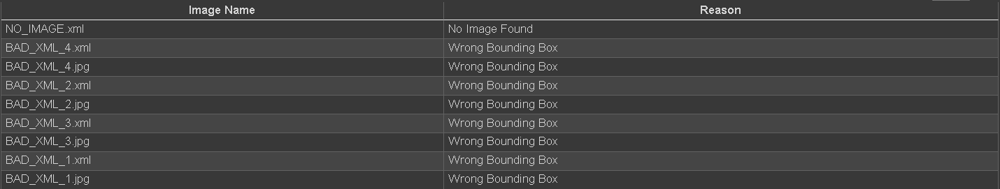 Image Name Reason
NO_IMAGE.xml No Image Found
BAD_XML_4.xml Wrong Bounding Box
BAD_XML_4.jpg Wrong Bounding Box
BAD_XML_2.xml Wrong Bounding Box
BAD_XML_2.jpg Wrong Bounding Box
BAD_XML_3.xml Wrong Bounding Box
BAD_XML_3.jpg Wrong Bounding Box
BAD_XML_1.xml Wrong Bounding Box
BAD_XML_1.jpg Wrong Bounding Box